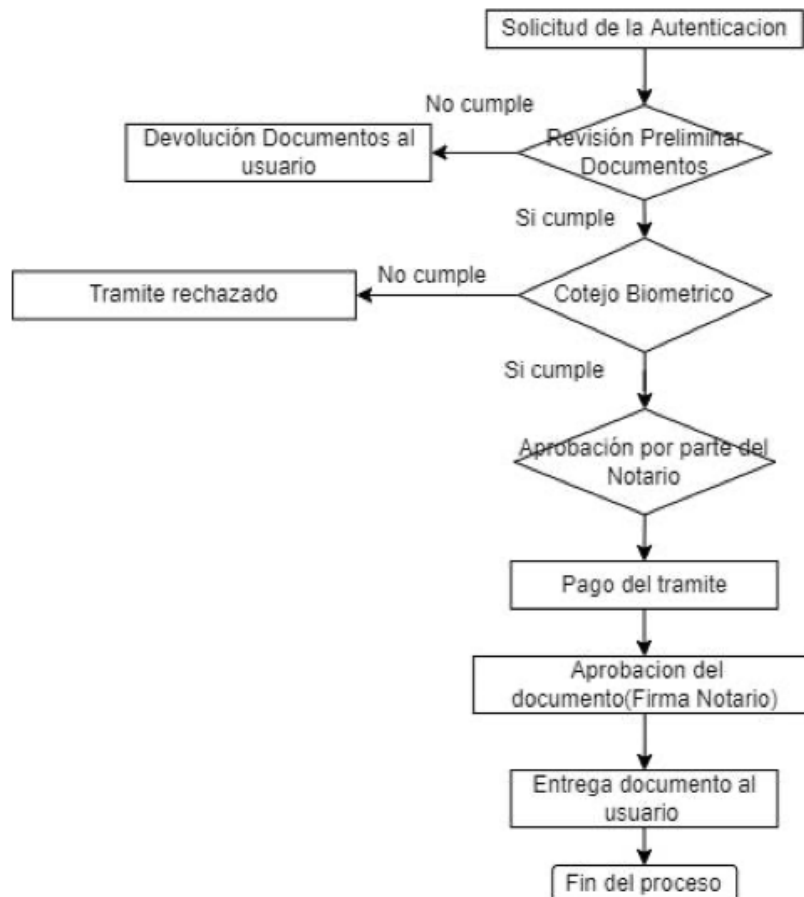 Solicitud de la Autenticacion
No cumple
Devolución Documentos al
usuario
Revisión Preliminar
Documentos
Si cumple
No cumple
Tramite rechazado
Cotejo Biometrico
Si cumple
Aprobación por parte del
Notario
Pago del tramite
Aprobacion del
documento(Firma Notario)
Entrega documento al
usuario
Fin del proceso